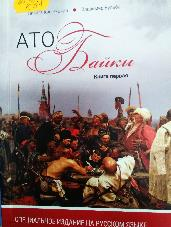 АТО
Байки
Книга первая
СПЕЦИАЛЬНОЕ ИЗДАНИЕ НА РУССКОМ ЯЗЫКЕ